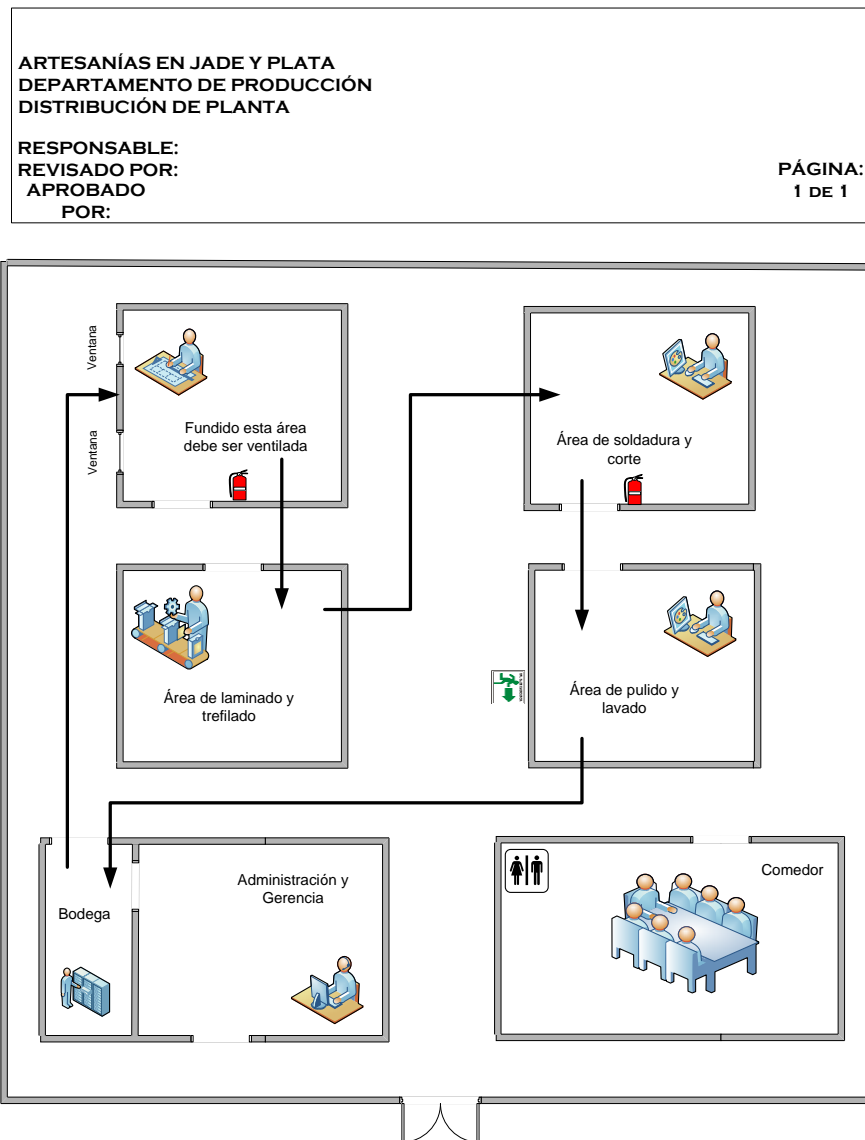 ARTESANÍAS EN JADE Y PLATA
DEPARTAMENTO DE PRODUCCIÓN
DISTRIBUCIÓN DE PLANTA
RESPONSABLE:
REVISADO POR:
APROBADO
POR:
PÁGINA:
1 DE 1
Ventana
Ventana
Fundido esta área
debe ser ventilada
Área de soldadura y
corte
Área de laminado y
trefilado
Área de pulido y
lavado
Bodega
Administración y
Gerencia
Comedor